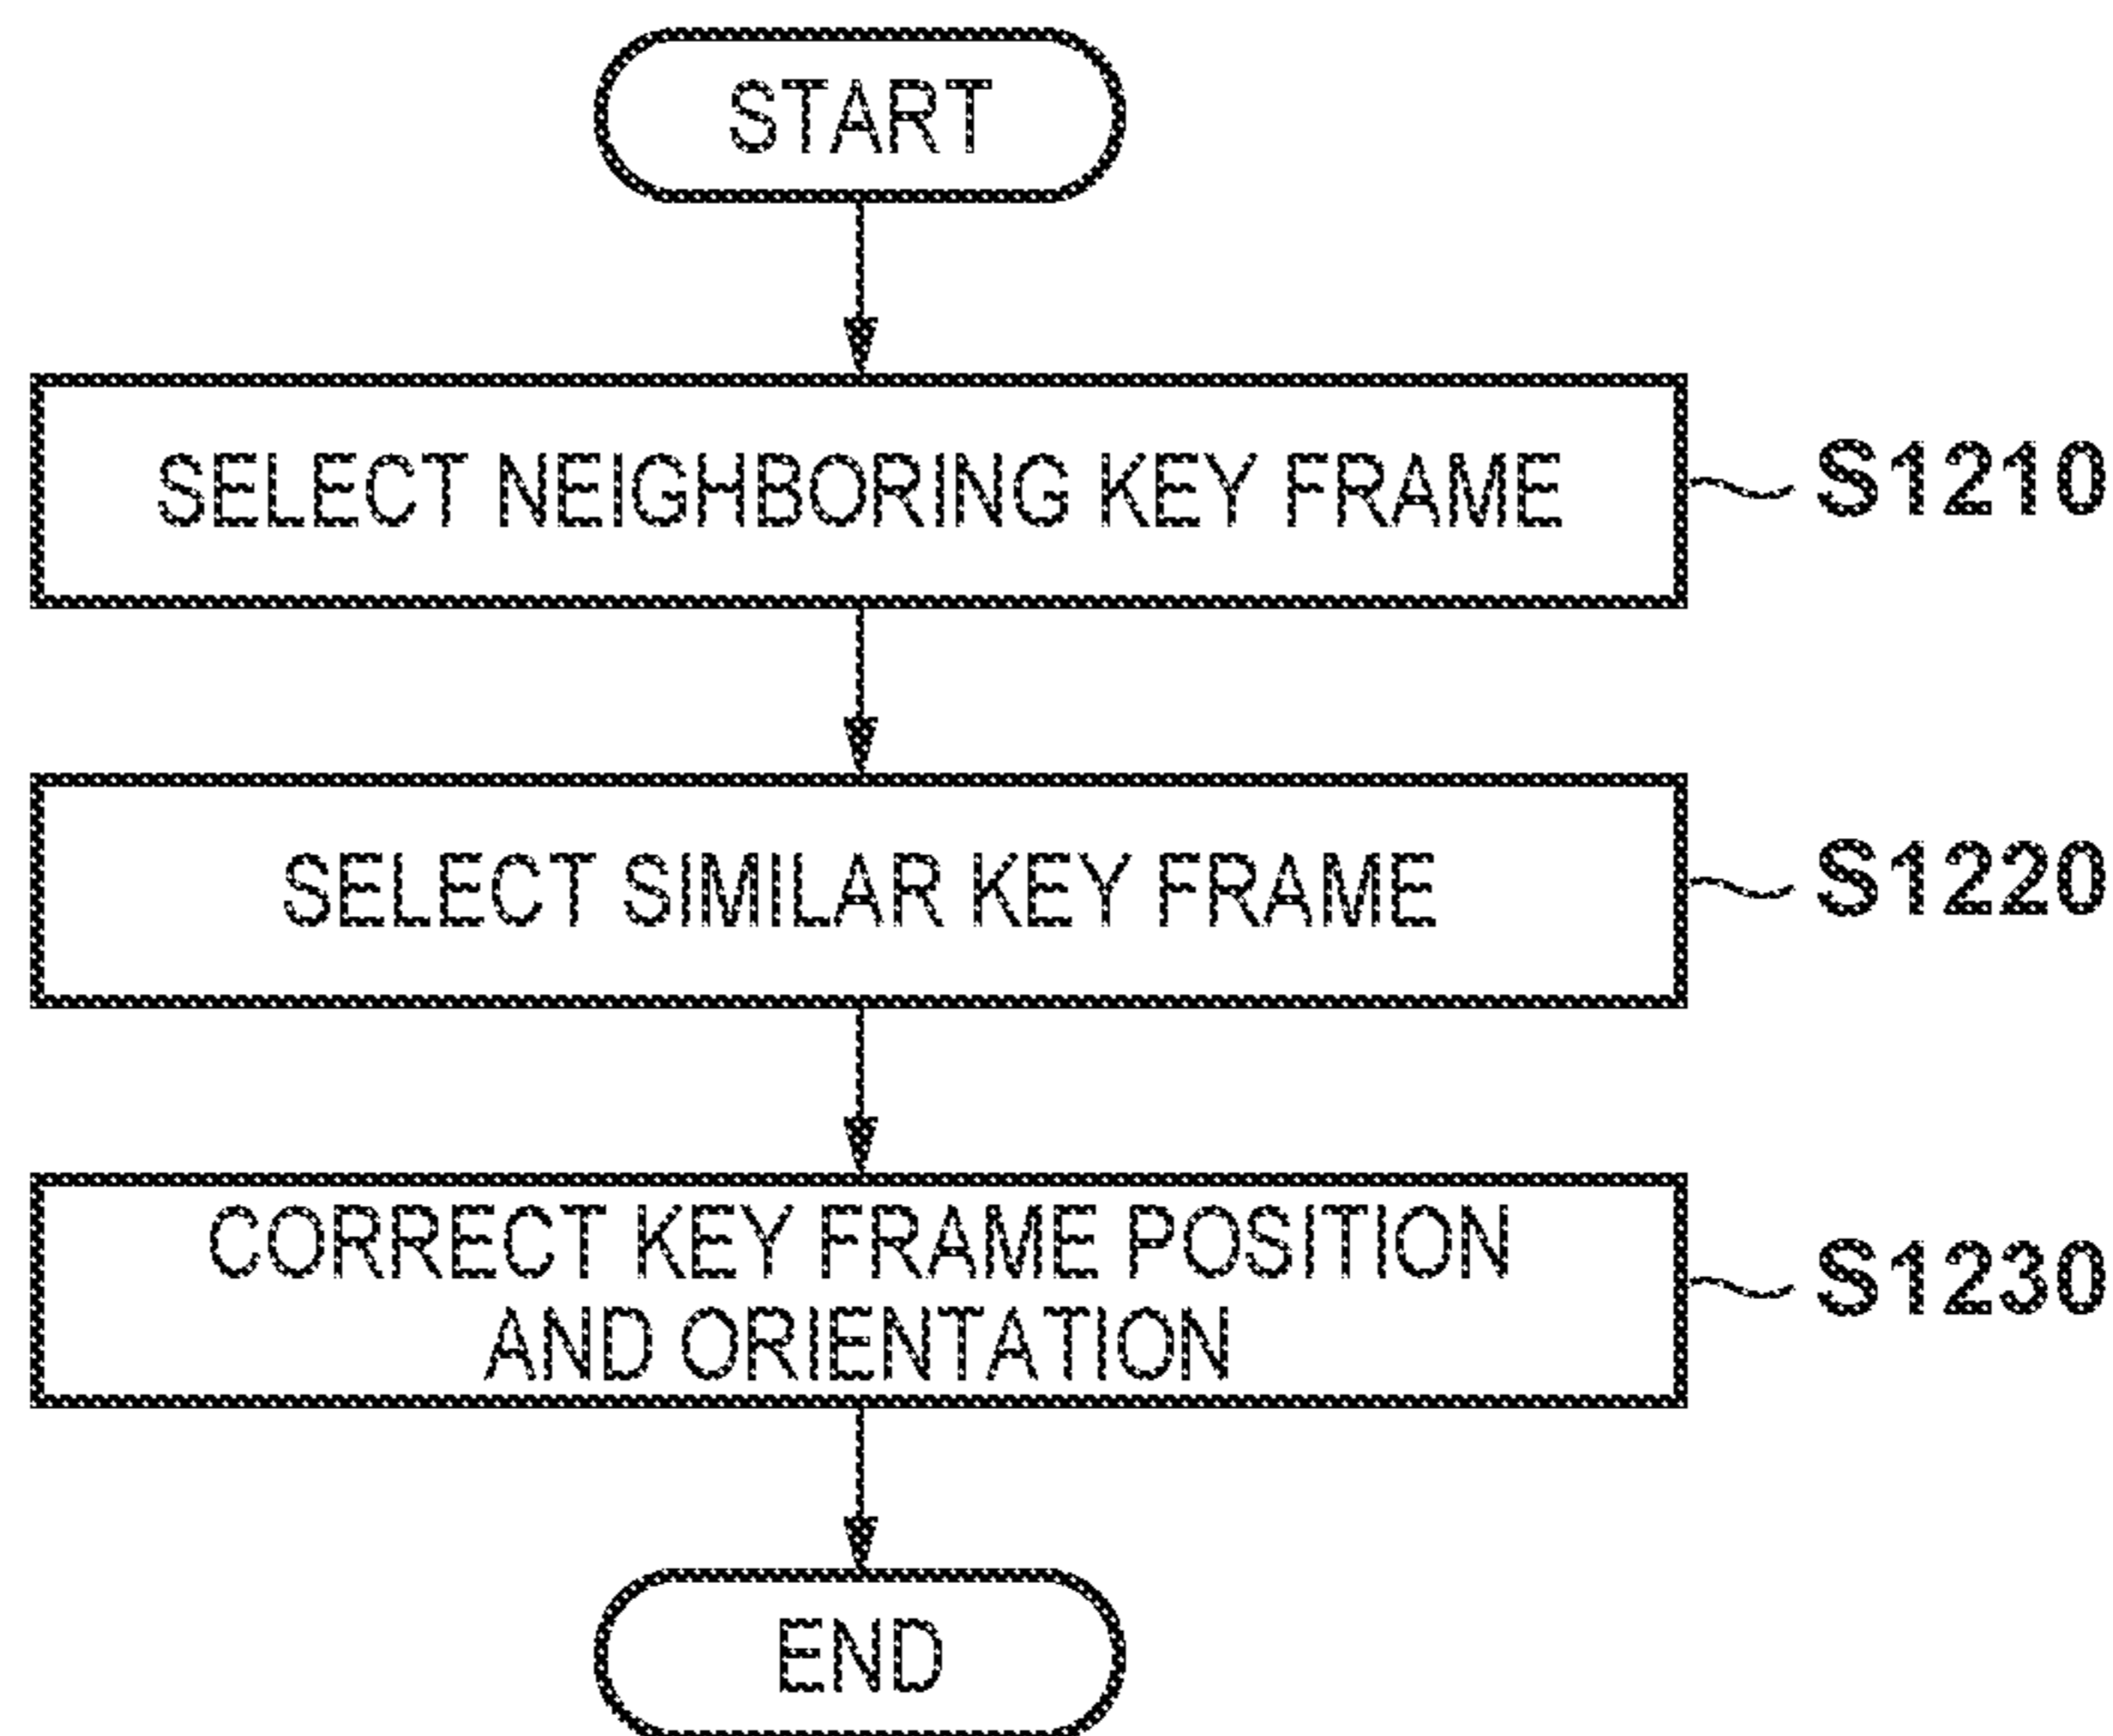 START
SELECT NEIGHBORING KEY FRAME
S1210
SELECT SIMILAR KEY FRAME
S1220
CORRECT KEY FRAME POSITION
AND ORIENTATION
S1230
END